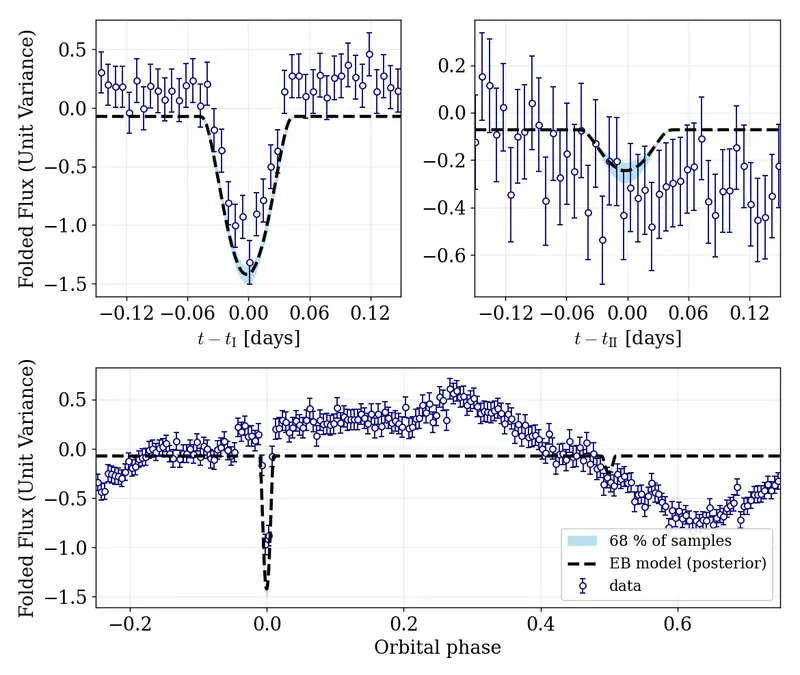 Folded Flux (Unit Variance)
0.5
0.0
−0.5
−1.0
−1.5
−0.12 −0.06 0.00 0.06 0.12
t − t_I [days]
0.2
0.0
−0.2
−0.4
−0.6
−0.12 −0.06 0.00 0.06 0.12
t − t_II [days]
Folded Flux (Unit Variance)
0.5
0.0
−0.5
−1.0
−1.5
68 % of samples
EB model (posterior)
data
−0.2 0.0 0.2 0.4 0.6
Orbital phase